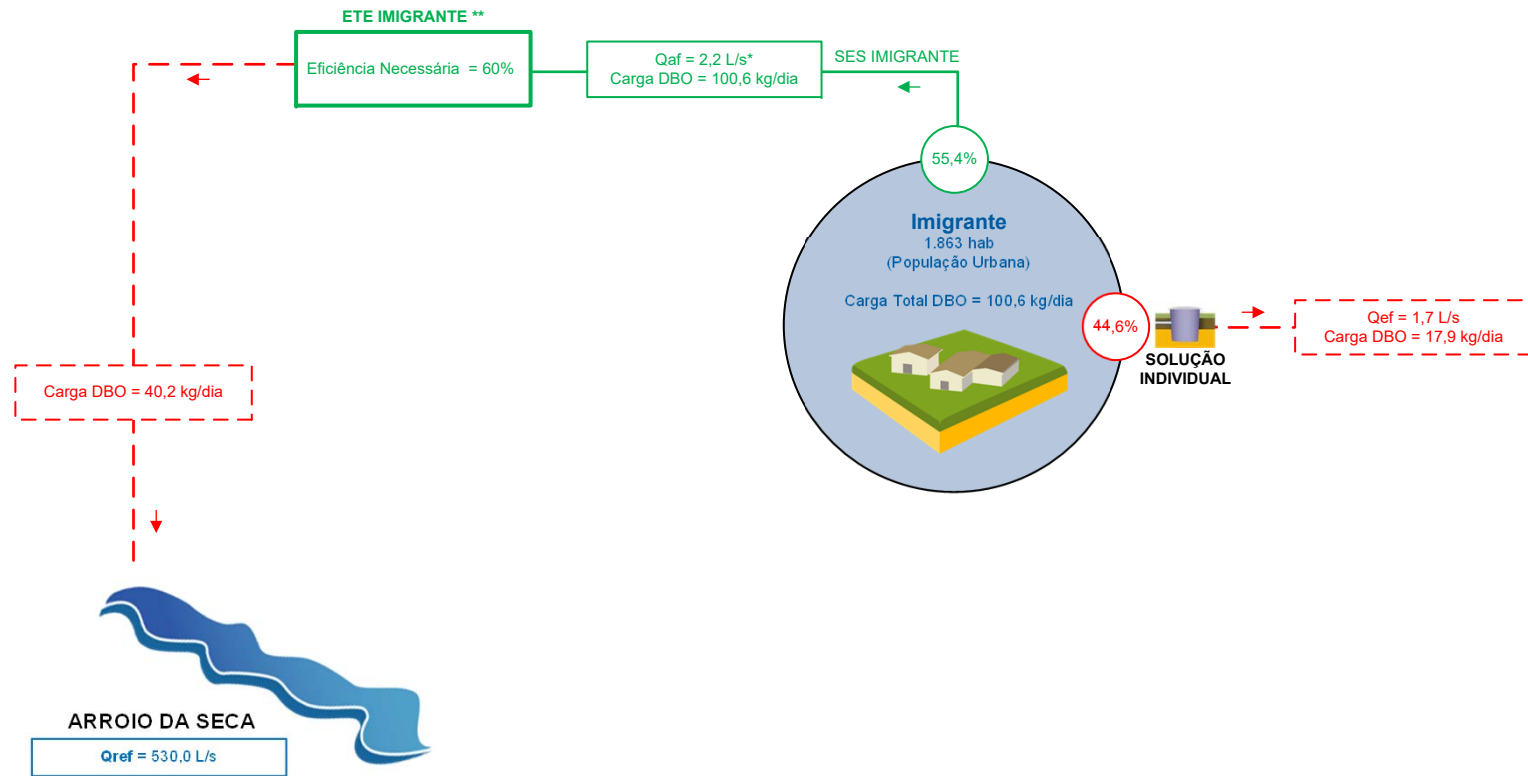 ETE IMIGRANTE **
Eficiência Necessária = 60%
Qaf = 2,2 L/s*
Carga DBO = 100,6 kg/dia
SES IMIGRANTE
55,4%
Imigrante
1.863 hab
(População Urbana)
Carga Total DBO = 100,6 kg/dia
44,6%
SOLUÇÃO
INDIVIDUAL
Qef = 1,7 L/s
Carga DBO = 17,9 kg/dia
Carga DBO = 40,2 kg/dia
ARROIO DA SECA
Qref = 530,0 L/s